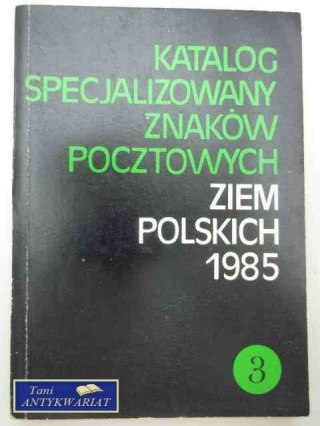 KATALOG
SPECJALIZOWANY
ZNAKÓW
POCZTOWYCH
ZIEM
POLSKICH
1985
3
Tani
ANTYKWARIAT